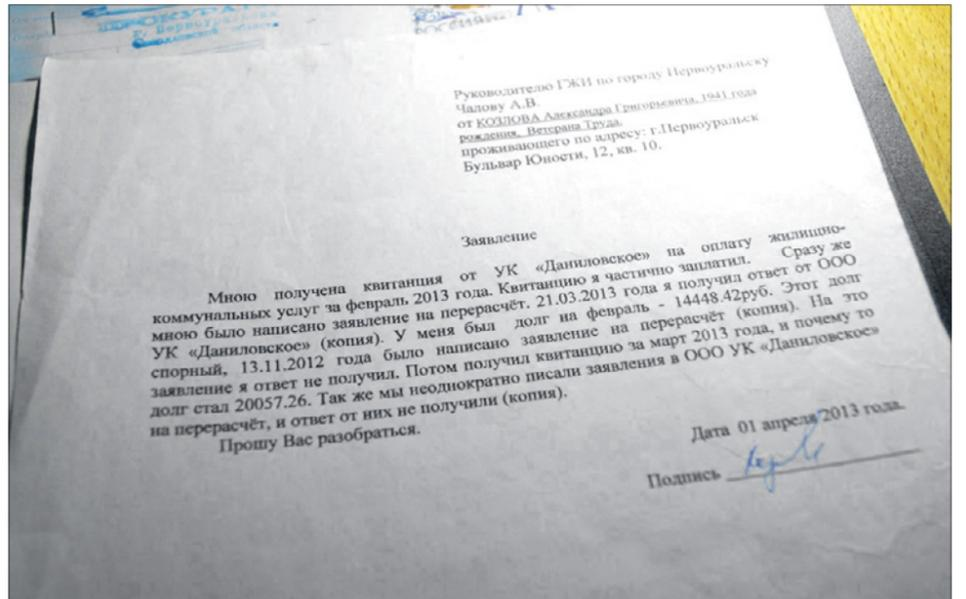 ПРОКУРАТ
г. Первоуральска
Свердловской области
Руководителю ГЖИ по городу Первоуральску
Чалову А.В.
от КОЗЛОВА Александра Григорьевича, 1941 года
рождения, Ветерана Труда,
проживающего по адресу: г.Первоуральск
Бульвар Юности, 12, кв. 10.
Заявление
Мною получена квитанция от УК «Даниловское» на оплату жилищно-
коммунальных услуг за февраль 2013 года. Квитанцию я частично заплатил. Сразу же
мною было написано заявление на перерасчёт. 21.03.2013 года я получил ответ от ООО
УК «Даниловское» (копия). У меня был долг на февраль - 14448.42руб. Этот долг
спорный, 13.11.2012 года было написано заявление на перерасчёт (копия). На это
заявление я ответ не получил. Потом получил квитанцию за март 2013 года, и почему то
долг стал 20057.26. Так же мы неоднократно писали заявления в ООО УК «Даниловское»
на перерасчёт, и ответ от них не получили (копия).
Прошу Вас разобраться.
Дата 01 апреля 2013 года.
Подпись